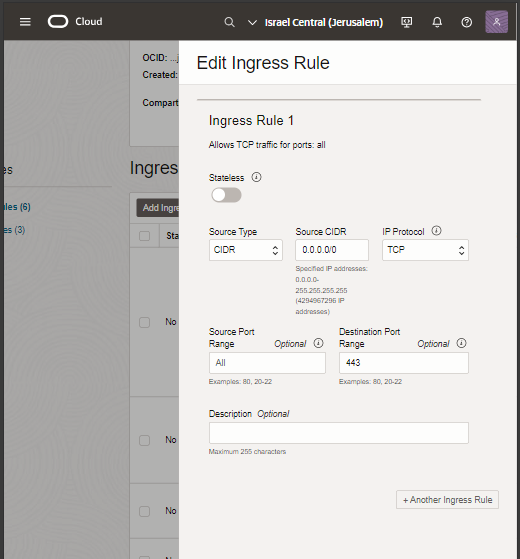 Cloud
Israel Central (Jerusalem)
OCID: ...j
Created:
Compart
es
Ingres
ules (6)
es (3)
Add Ingre
Sta
No
No
No
Edit Ingress Rule
Ingress Rule 1
Allows TCP traffic for ports: all
Stateless
Source Type
Source CIDR
IP Protocol
CIDR
0.0.0.0/0
TCP
Specified IP addresses:
0.0.0.0-
255.255.255.255
(4294967296 IP
addresses)
Source Port
Range Optional
Destination Port
Range Optional
All
443
Examples: 80, 20-22
Examples: 80, 20-22
Description Optional
Maximum 255 characters
+ Another Ingress Rule